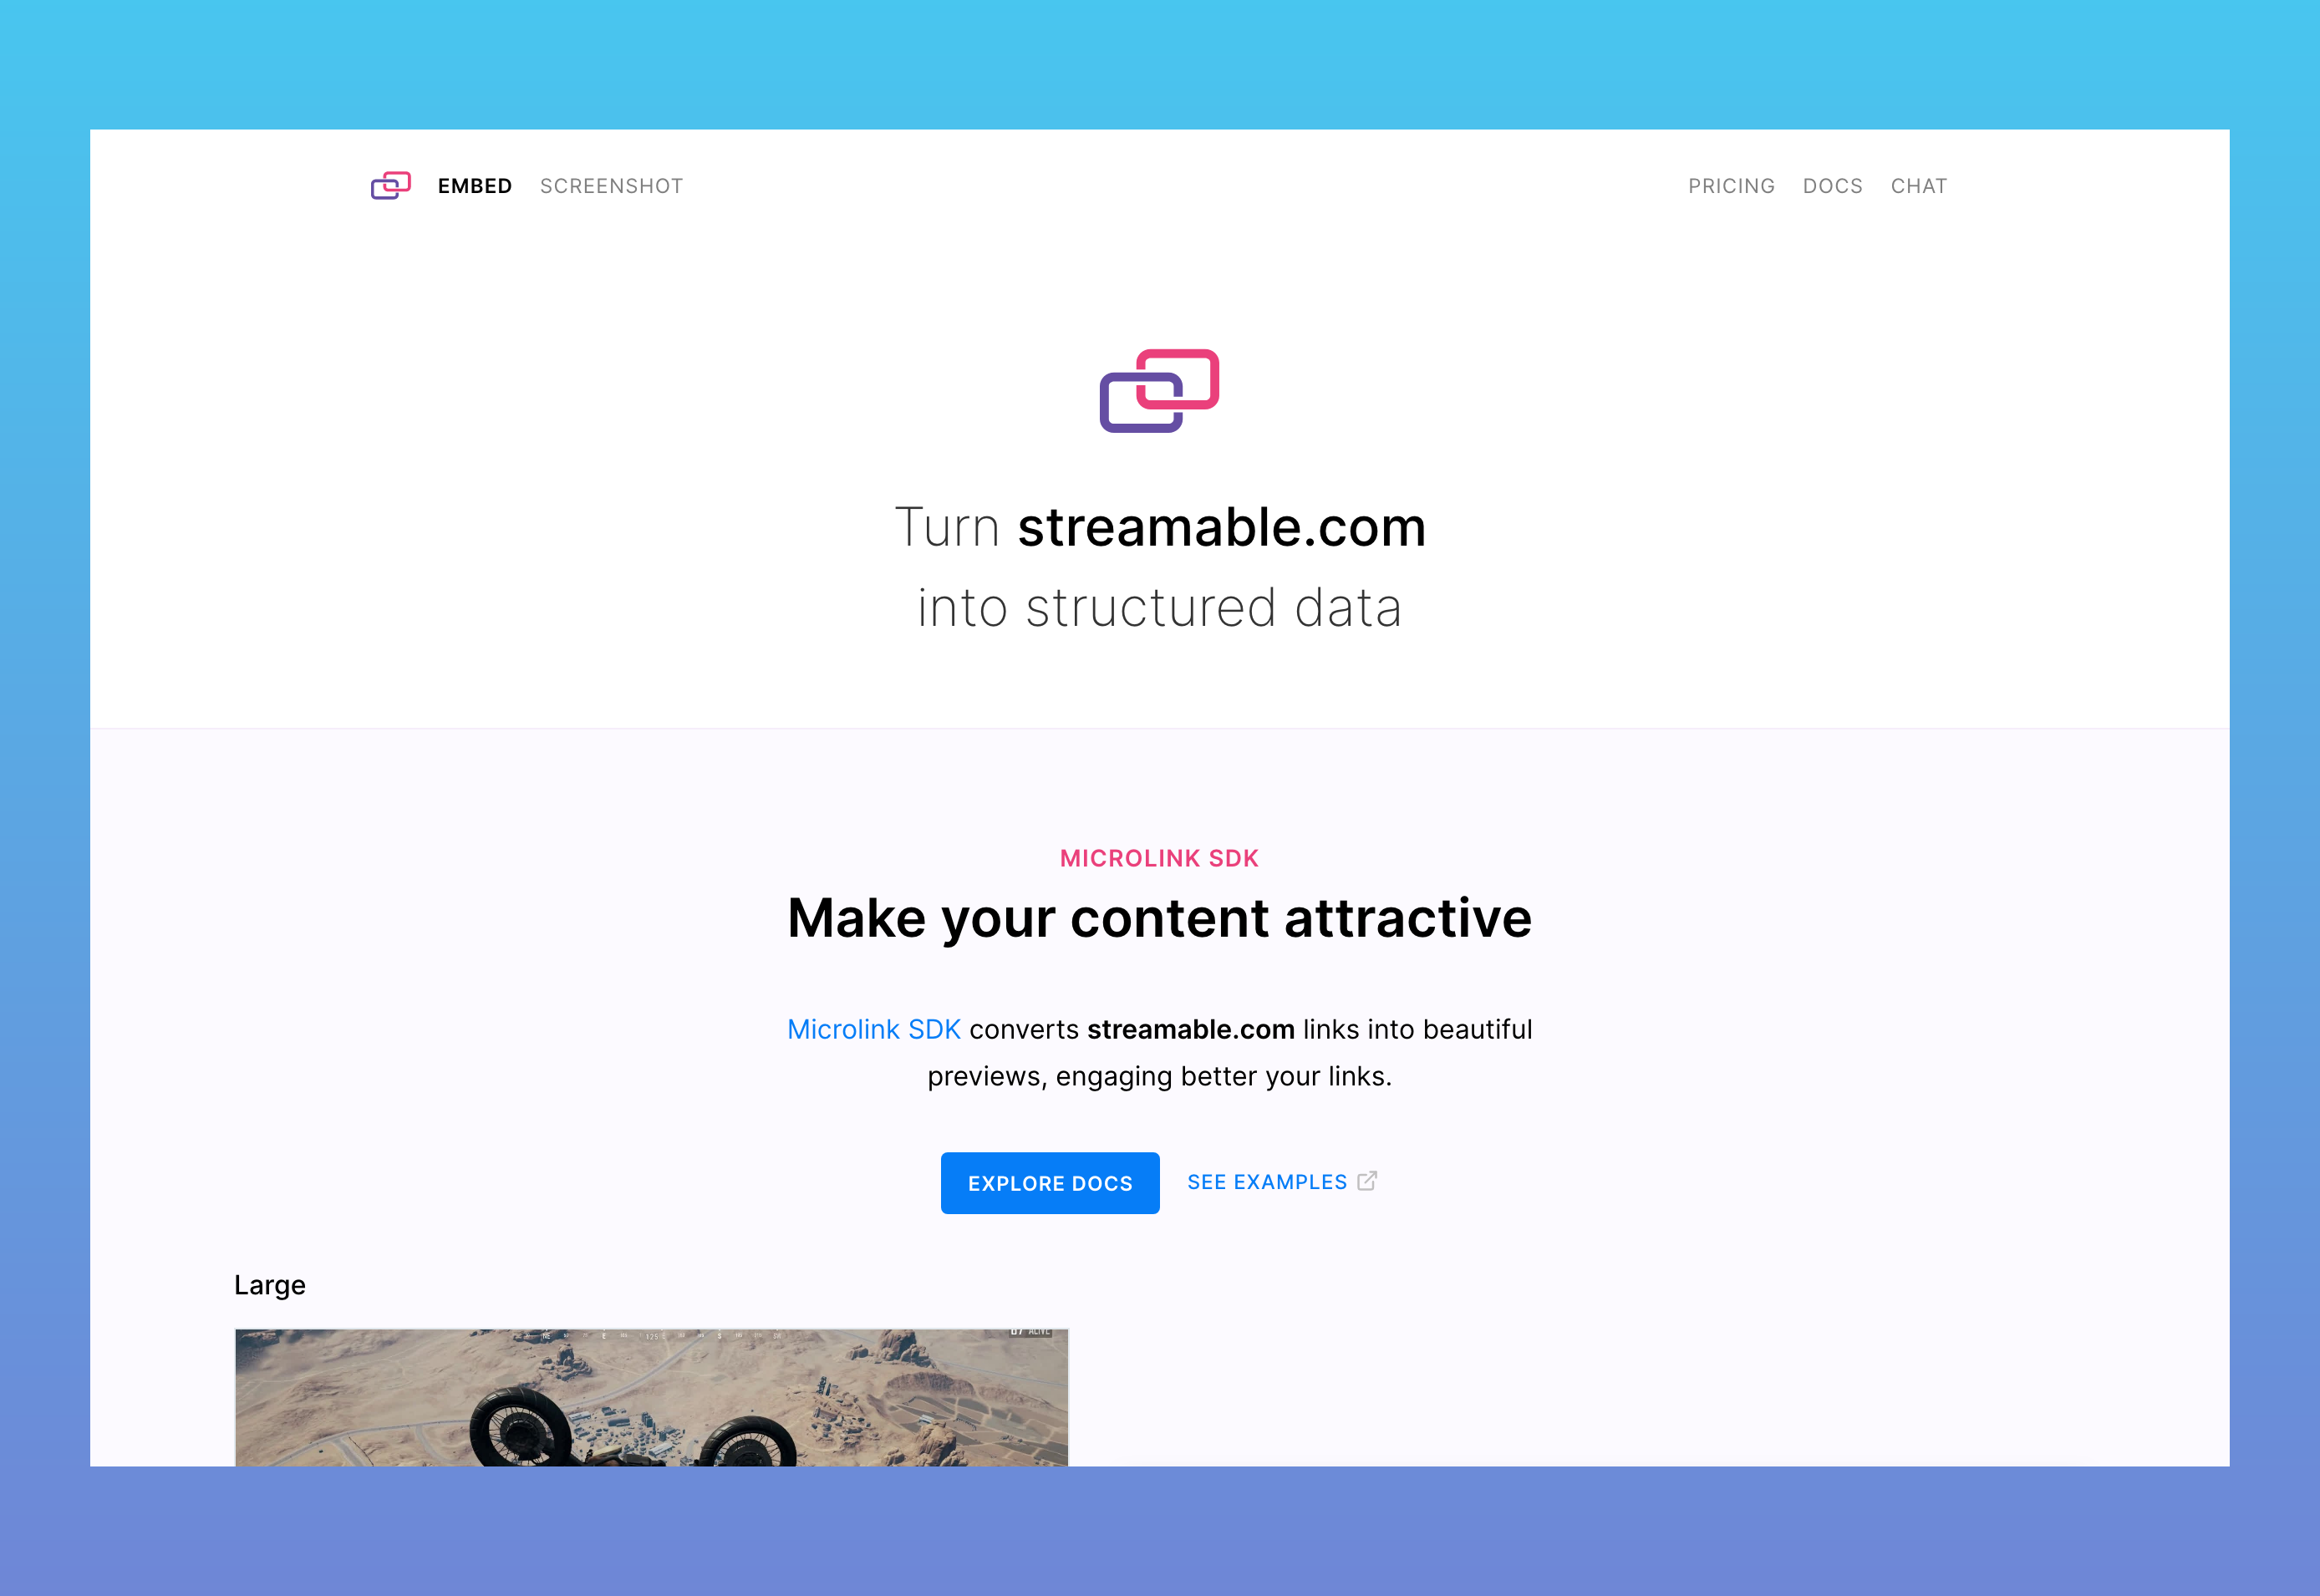 EMBED SCREENSHOT PRICING DOCS CHAT
Turn streamable.com
into structured data
MICROLINK SDK
Make your content attractive
Microlink SDK converts streamable.com links into beautiful
previews, engaging better your links.
EXPLORE DOCS SEE EXAMPLES
Large